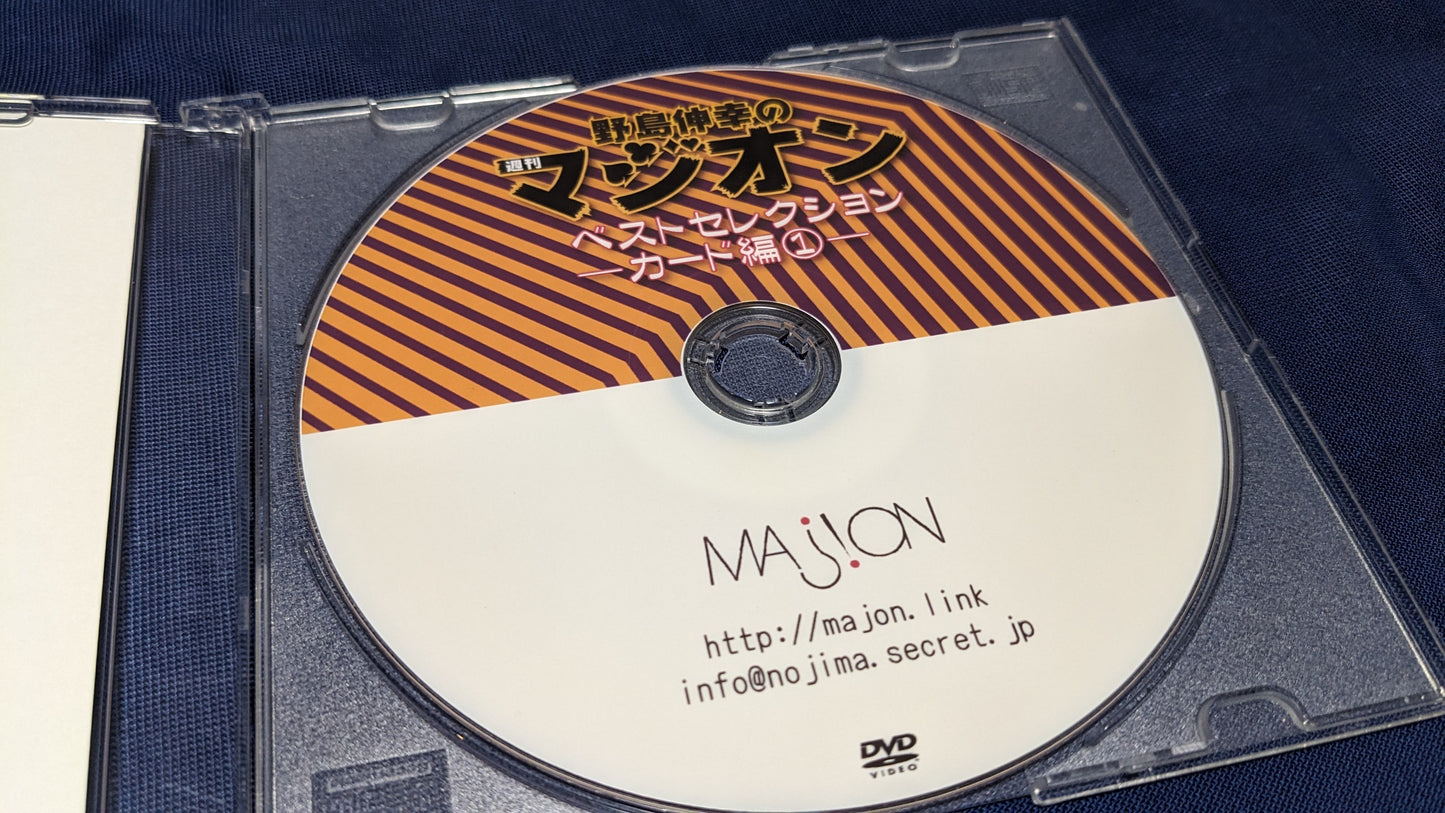 野島伸幸の
週刊
マジオン
ベストセレクション
―カード編①―
MAJ!ON
http://majon.link
info@nojima.secret.jp
DVD
VIDEO